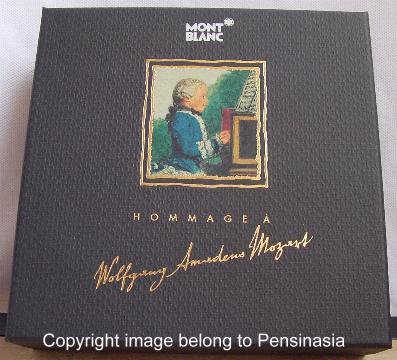 MONT
BLANC
HOMMAGE À
Wolfgang Amadeus Mozart
Copyright image belong to Pensinasia